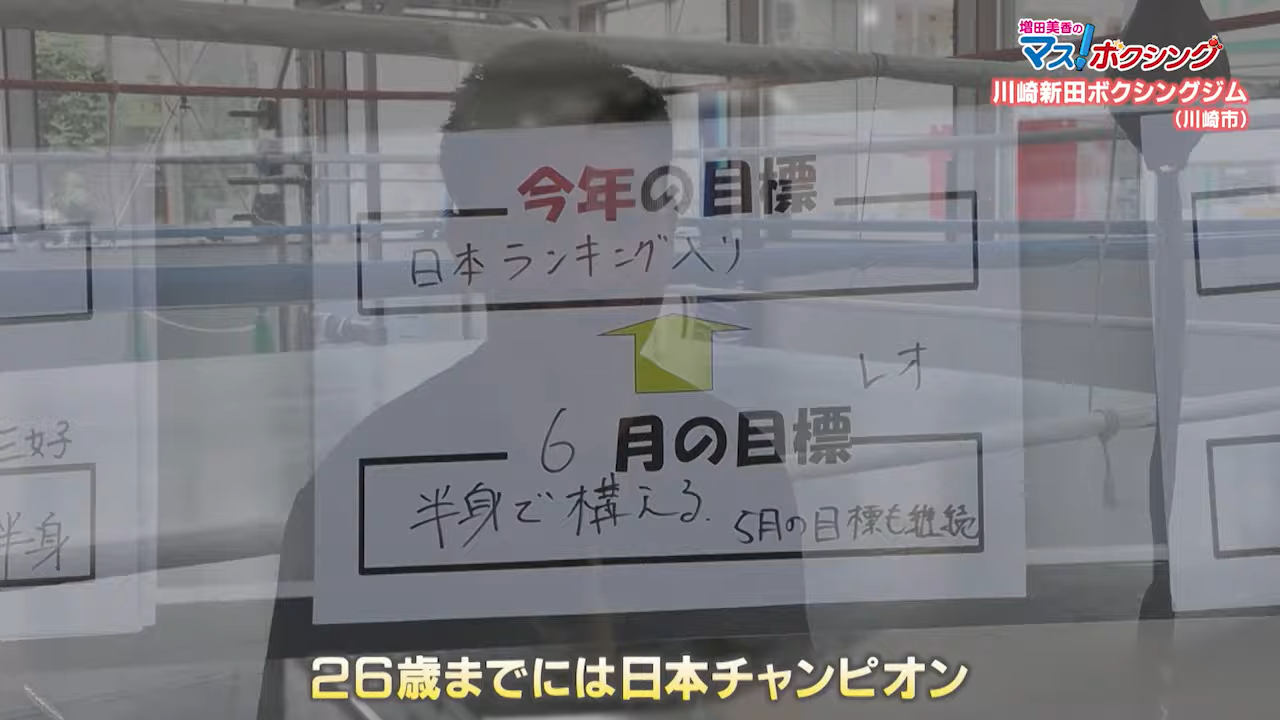 増田美香の
マス!ボクシング
川崎新田ボクシングジム
(川崎市)
今年の目標
日本ランキング入り
レオ
6月の目標
半身で構える.
5月の目標も継続
三好
半身
26歳までには日本チャンピオン